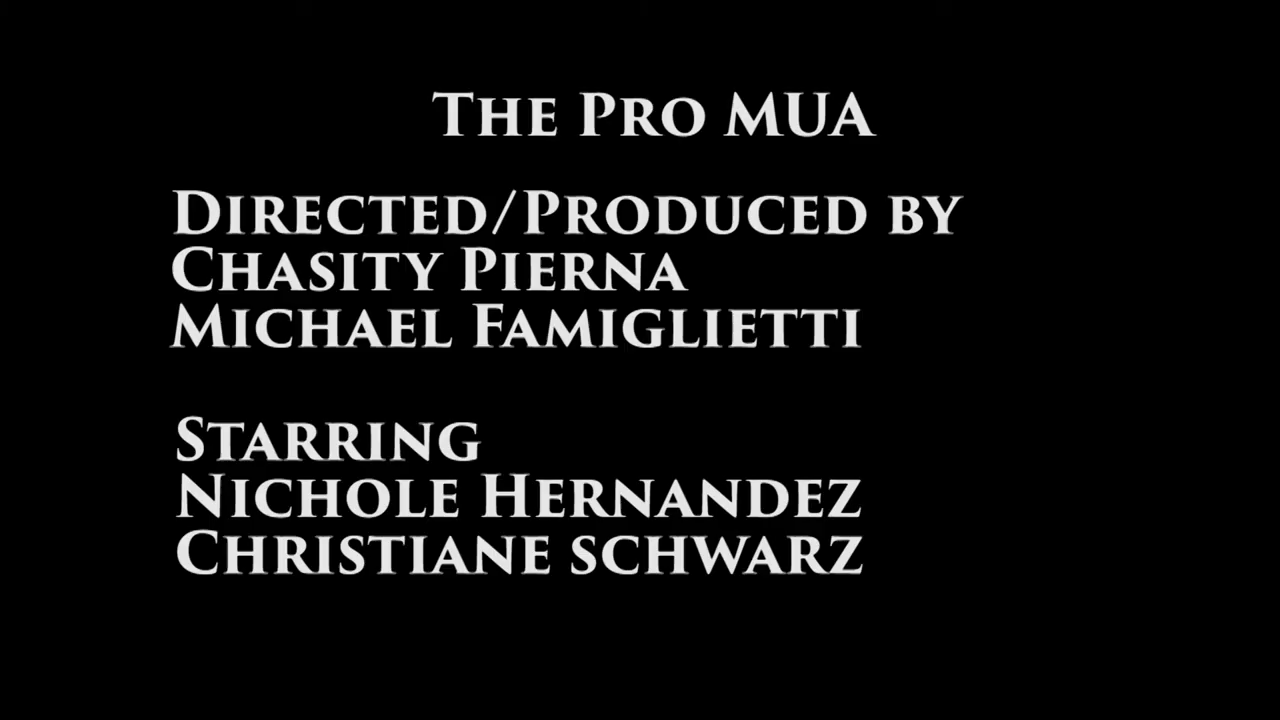 The Pro MUA
Directed/Produced by
Chasity Pierna
Michael Famiglietti
Starring
Nichole Hernandez
Christiane schwarz